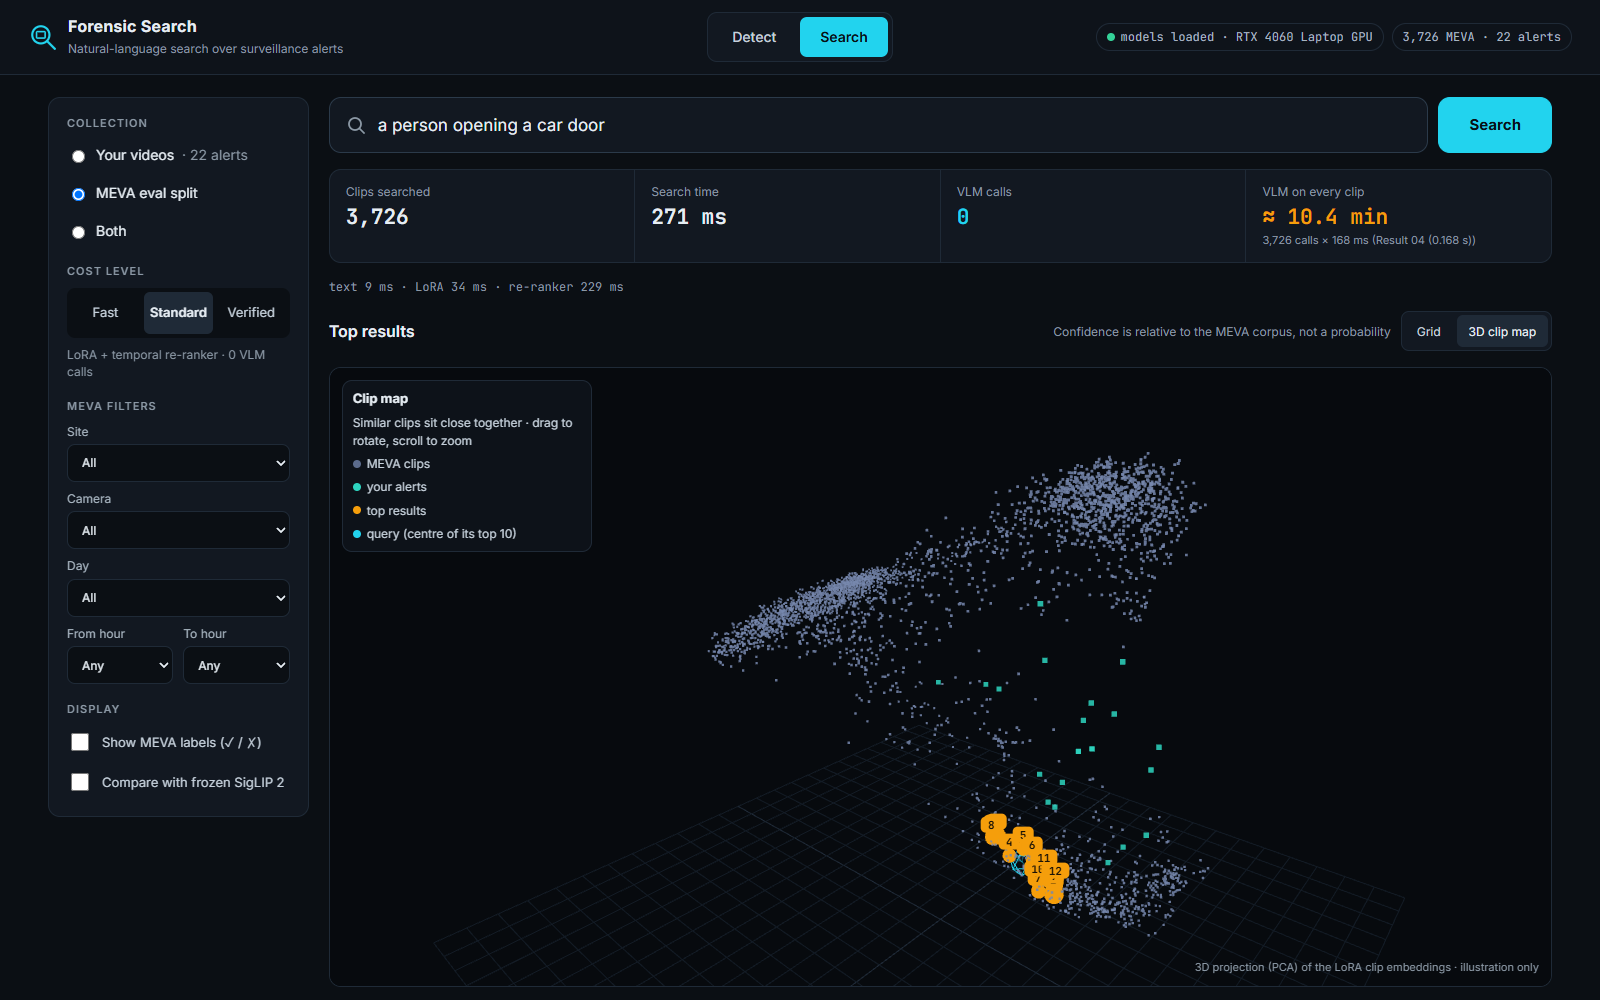 Forensic Search
Natural-language search over surveillance alerts
Detect
Search
models loaded · RTX 4060 Laptop GPU
3,726 MEVA · 22 alerts
COLLECTION
Your videos · 22 alerts
MEVA eval split
Both
COST LEVEL
Fast
Standard
Verified
LoRA + temporal re-ranker · 0 VLM
calls
MEVA FILTERS
Site
All
Camera
All
Day
All
From hour
To hour
Any
Any
DISPLAY
Show MEVA labels (✓ / ✗)
Compare with frozen SigLIP 2
a person opening a car door
Search
Clips searched
3,726
Search time
271 ms
VLM calls
0
VLM on every clip
≈ 10.4 min
3,726 calls × 168 ms (Result 04 (0.168 s))
text 9 ms · LoRA 34 ms · re-ranker 229 ms
Top results
Confidence is relative to the MEVA corpus, not a probability
Grid
3D clip map
Clip map
Similar clips sit close together · drag to
rotate, scroll to zoom
MEVA clips
your alerts
top results
query (centre of its top 10)
8
5
4
6
11
12
3D projection (PCA) of the LoRA clip embeddings · illustration only